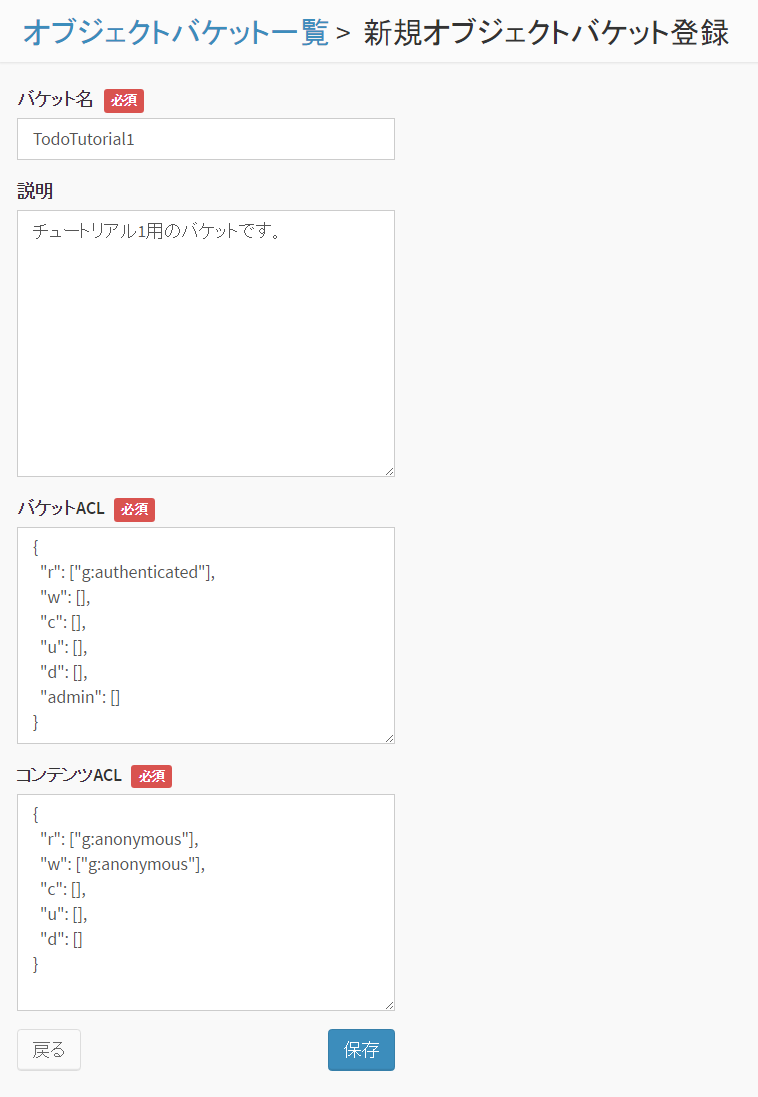 オブジェクトバケット一覧 > 新規オブジェクトバケット登録
バケット名 必須
TodoTutorial1
説明
チュートリアル1用のバケットです。
バケットACL 必須
{
  "r": ["g:authenticated"],
  "w": [],
  "c": [],
  "u": [],
  "d": [],
  "admin": []
}
コンテンツACL 必須
{
  "r": ["g:anonymous"],
  "w": ["g:anonymous"],
  "c": [],
  "u": [],
  "d": []
}
戻る 保存